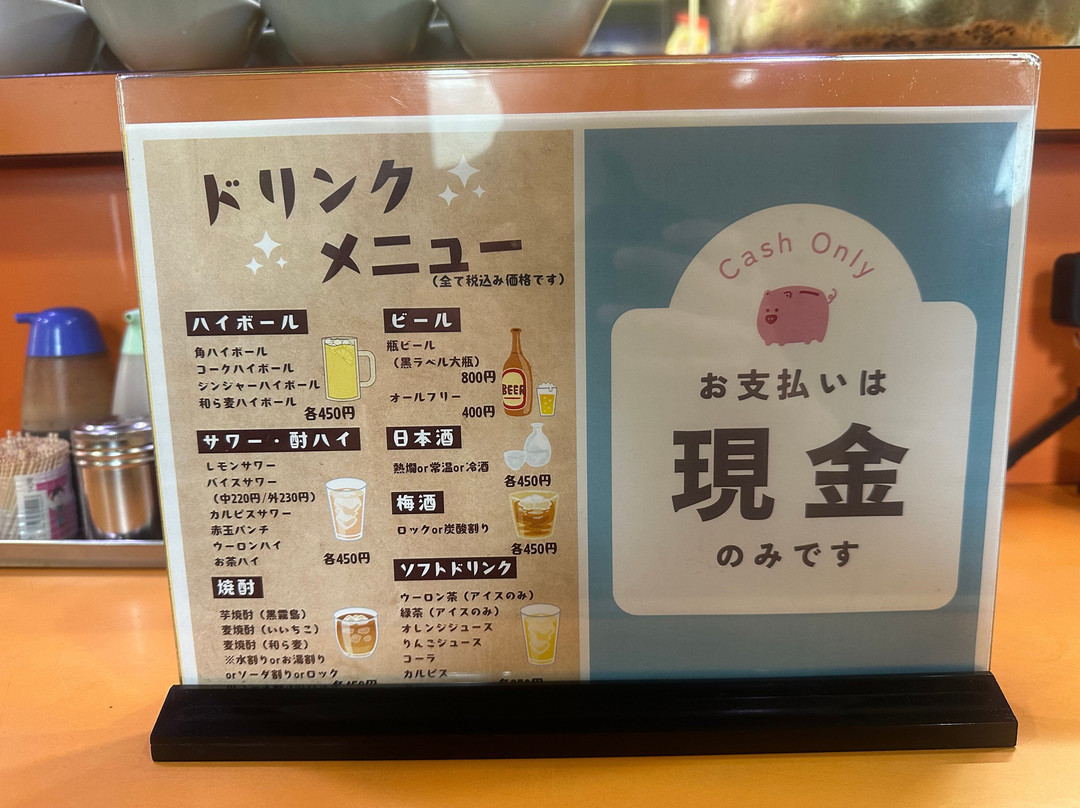 ドリンク
メニュー
(全て税込み価格です)
ハイボール
角ハイボール
コークハイボール
ジンジャーハイボール
和ら麦ハイボール
各450円
サワー・酎ハイ
レモンサワー
バイスサワー
(中220円/外230円)
カルピスサワー
赤玉パンチ
ウーロンハイ
お茶ハイ
各450円
焼酎
芋焼酎(黒霧島)
麦焼酎(いいちこ)
麦焼酎(和ら麦)
※水割りorお湯割り
orソーダ割りorロック
ビール
瓶ビール
(黒ラベル大瓶)
800円
オールフリー
400円
BEER
日本酒
熱燗or常温or冷酒
各450円
梅酒
ロックor炭酸割り
各450円
ソフトドリンク
ウーロン茶(アイスのみ)
緑茶(アイスのみ)
オレンジジュース
りんごジュース
コーラ
カルピス
Cash Only
お支払いは
現金
のみです